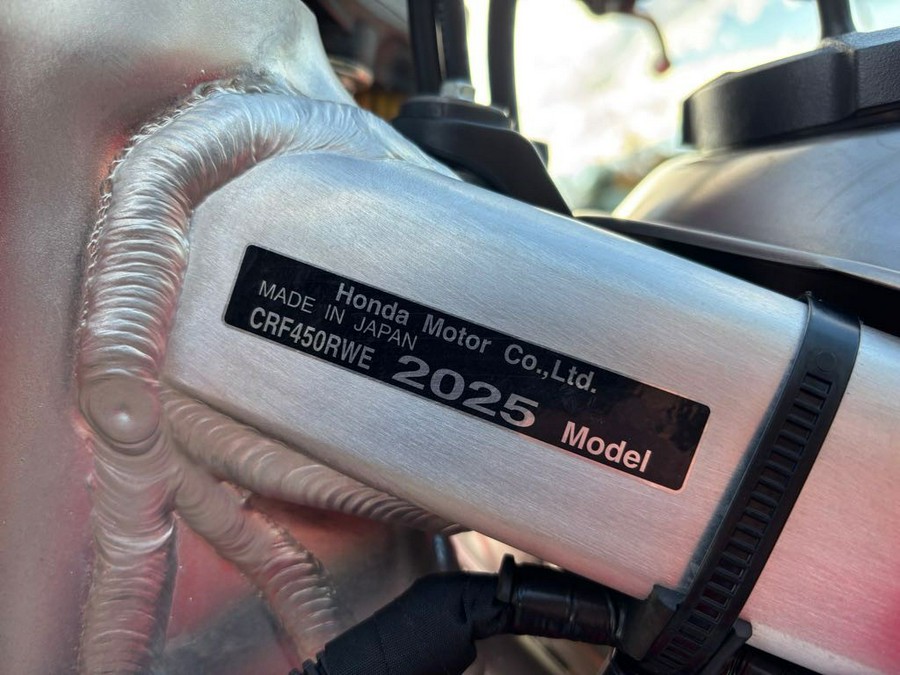 Honda Motor Co.,Ltd.
MADE IN JAPAN
CRF450RWE 2025 Model